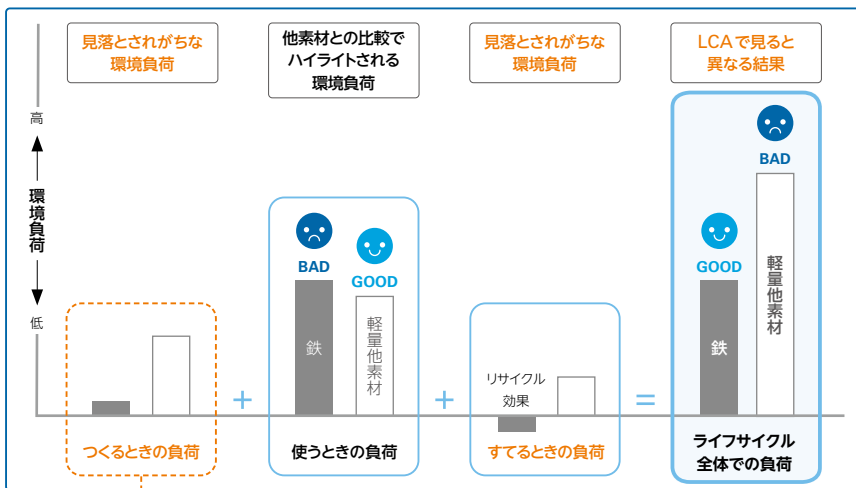 見落とされがちな
環境負荷
他素材との比較で
ハイライトされる
環境負荷
見落とされがちな
環境負荷
LCAで見ると
異なる結果
高
環境負荷
低
BAD
GOOD
鉄
軽量他素材
リサイクル
効果
GOOD
BAD
鉄
軽量他素材
+
+
=
つくるときの負荷
使うときの負荷
すてるときの負荷
ライフサイクル
全体での負荷